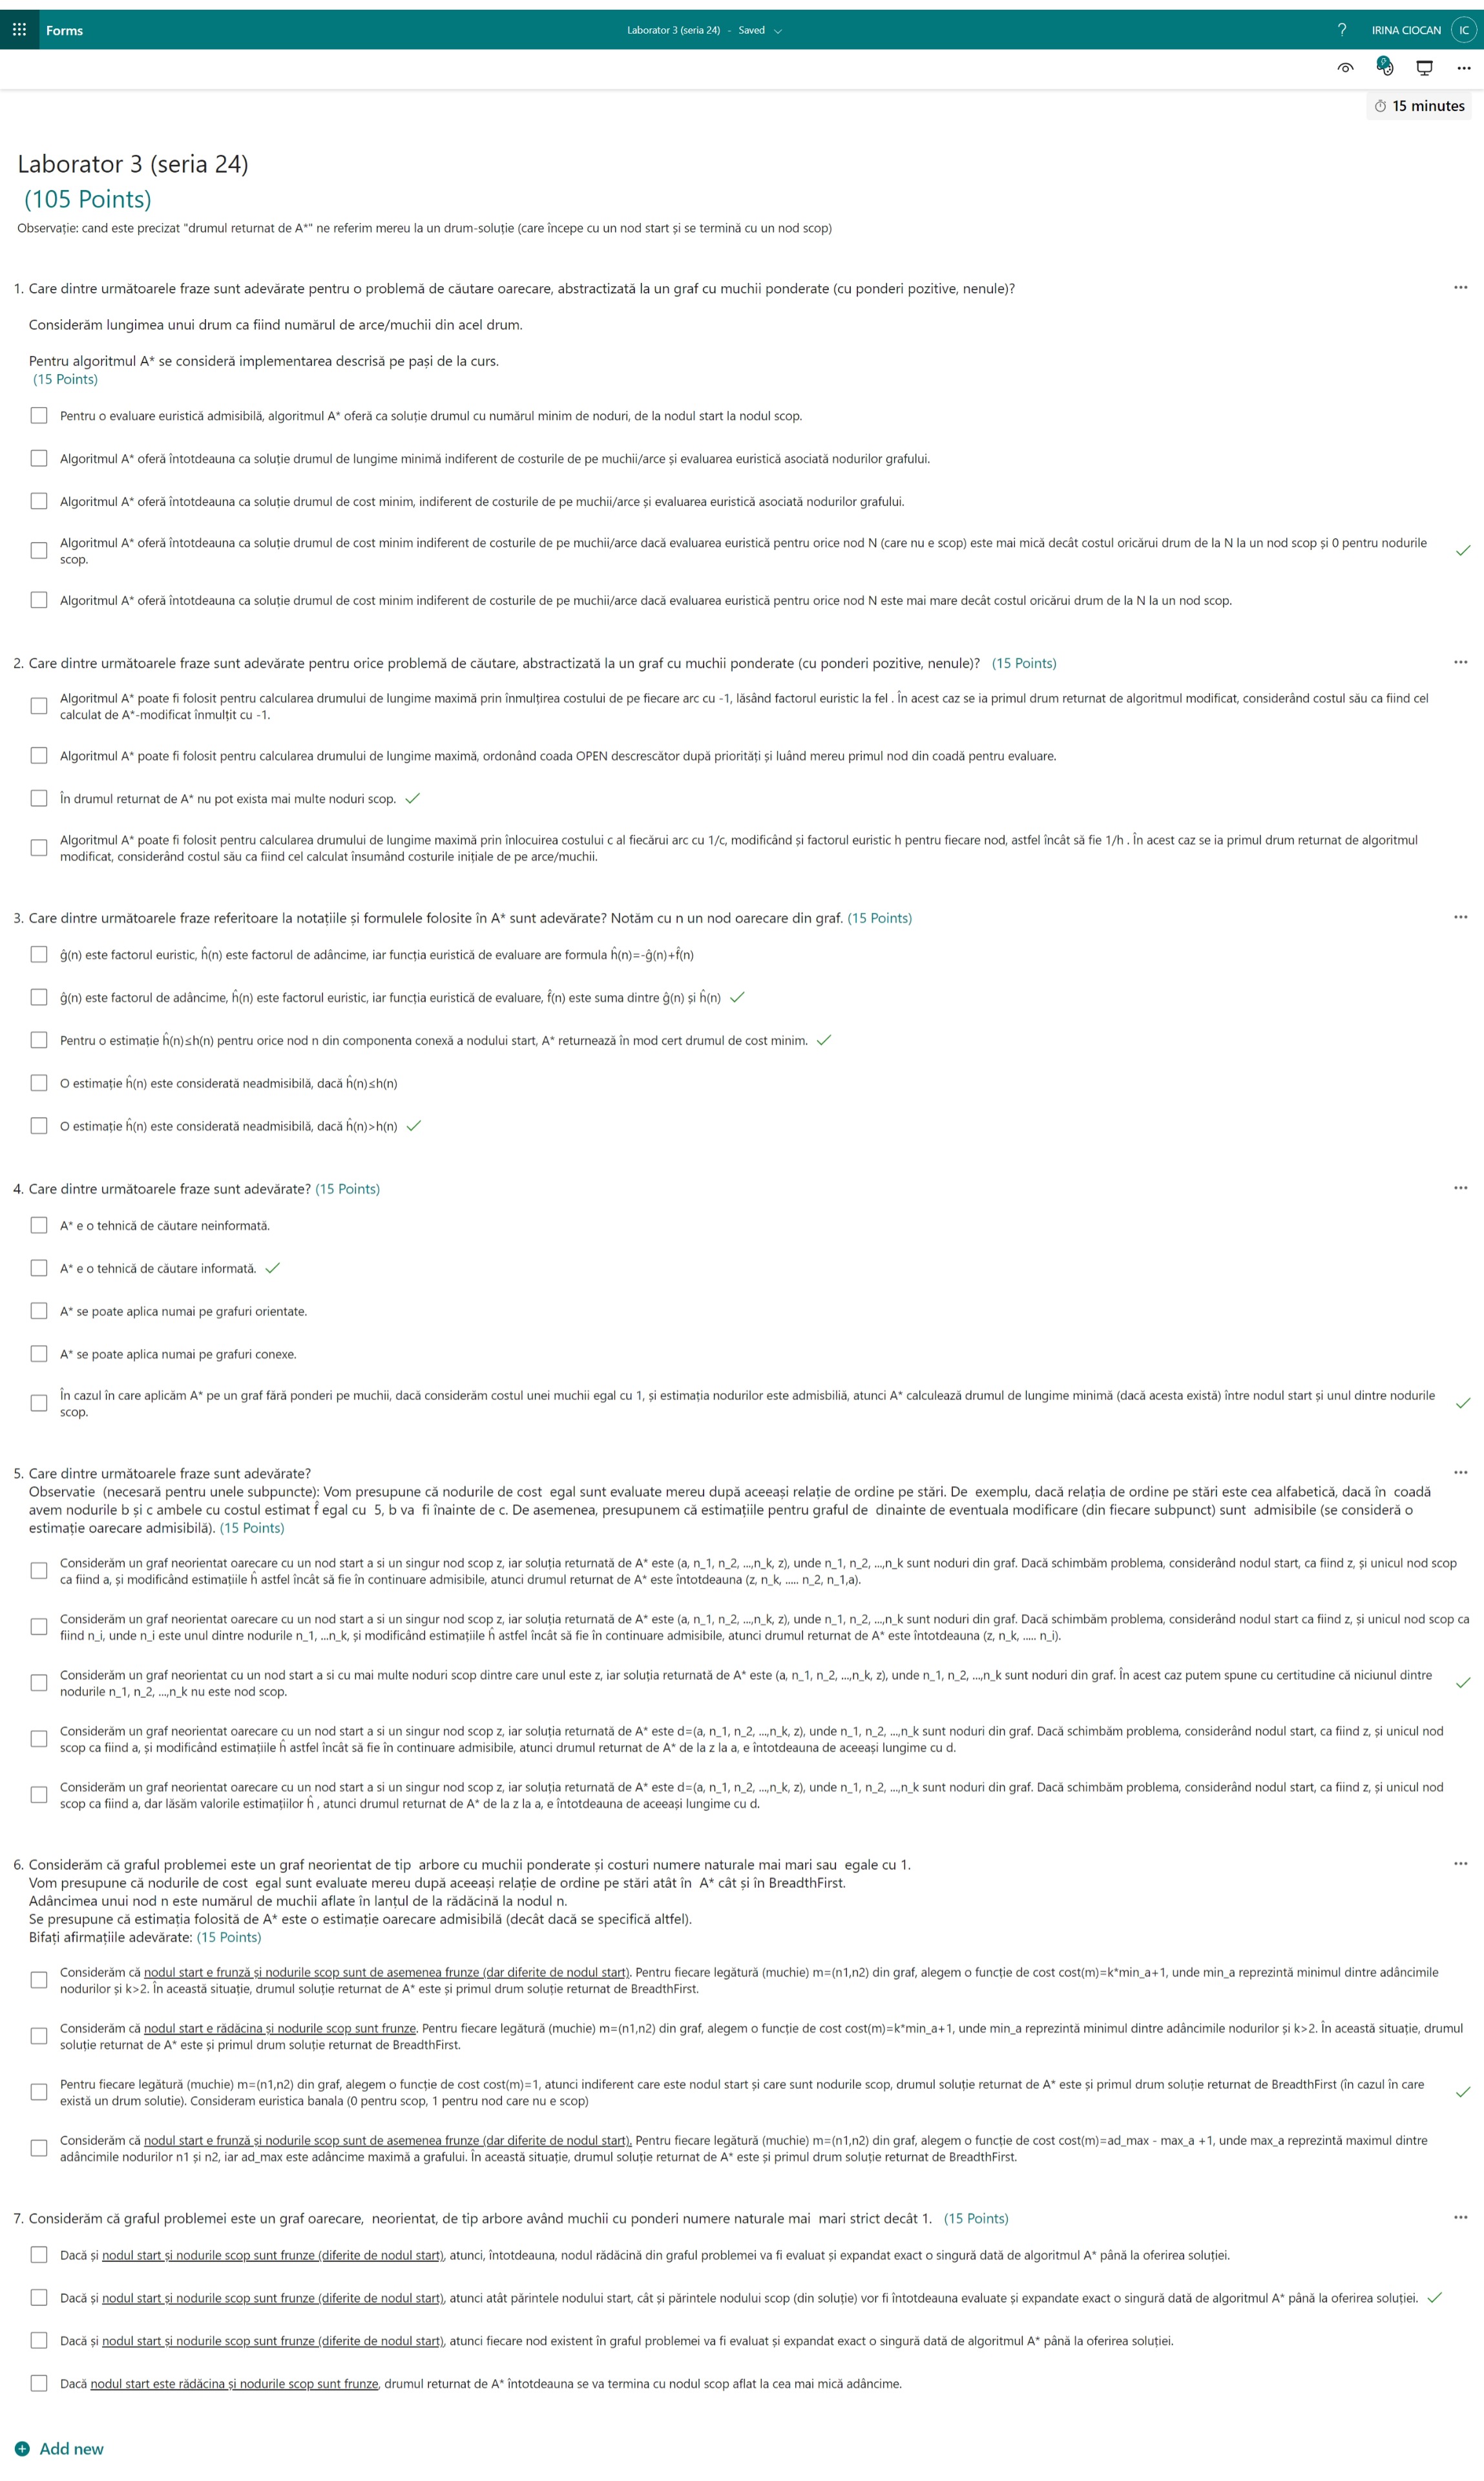 Forms
Laborator 3 (seria 24) - Saved
? IRINA CIOCAN IC
15 minutes
Laborator 3 (seria 24)
(105 Points)
Observație: cand este precizat "drumul returnat de A*" ne referim mereu la un drum-soluție (care începe cu un nod start și se termină cu un nod scop)
1. Care dintre următoarele fraze sunt adevărate pentru o problemă de căutare oarecare, abstractizată la un graf cu muchii ponderate (cu ponderi pozitive, nenule)?
Considerăm lungimea unui drum ca fiind numărul de arce/muchii din acel drum.
Pentru algoritmul A* se consideră implementarea descrisă pe pași de la curs.
(15 Points)
Pentru o evaluare euristică admisibilă, algoritmul A* oferă ca soluție drumul cu numărul minim de noduri, de la nodul start la nodul scop.
Algoritmul A* oferă întotdeauna ca soluție drumul de lungime minimă indiferent de costurile de pe muchii/arce și evaluarea euristică asociată nodurilor grafului.
Algoritmul A* oferă întotdeauna ca soluție drumul de cost minim, indiferent de costurile de pe muchii/arce și evaluarea euristică asociată nodurilor grafului.
Algoritmul A* oferă întotdeauna ca soluție drumul de cost minim indiferent de costurile de pe muchii/arce dacă evaluarea euristică pentru orice nod N (care nu e scop) este mai mică decât costul oricărui drum de la N la un nod scop și 0 pentru nodurile
scop.
Algoritmul A* oferă întotdeauna ca soluție drumul de cost minim indiferent de costurile de pe muchii/arce dacă evaluarea euristică pentru orice nod N este mai mare decât costul oricărui drum de la N la un nod scop.
2. Care dintre următoarele fraze sunt adevărate pentru orice problemă de căutare, abstractizată la un graf cu muchii ponderate (cu ponderi pozitive, nenule)? (15 Points)
Algoritmul A* poate fi folosit pentru calcularea drumului de lungime maximă prin înmulțirea costului de pe fiecare arc cu -1, lăsând factorul euristic la fel . În acest caz se ia primul drum returnat de algoritmul modificat, considerând costul său ca fiind cel
calculat de A*-modificat înmulțit cu -1.
Algoritmul A* poate fi folosit pentru calcularea drumului de lungime maximă, ordonând coada OPEN descrescător după priorități și luând mereu primul nod din coadă pentru evaluare.
În drumul returnat de A* nu pot exista mai multe noduri scop.
Algoritmul A* poate fi folosit pentru calcularea drumului de lungime maximă prin înlocuirea costului c al fiecărui arc cu 1/c, modificând și factorul euristic h pentru fiecare nod, astfel încât să fie 1/h . În acest caz se ia primul drum returnat de algoritmul
modificat, considerând costul său ca fiind cel calculat însumând costurile inițiale de pe arce/muchii.
3. Care dintre următoarele fraze referitoare la notațiile și formulele folosite în A* sunt adevărate? Notăm cu n un nod oarecare din graf. (15 Points)
ĝ(n) este factorul euristic, ĥ(n) este factorul de adâncime, iar funcția euristică de evaluare are formula ĥ(n)=-ĝ(n)+f̂(n)
ĝ(n) este factorul de adâncime, ĥ(n) este factorul euristic, iar funcția euristică de evaluare, f̂(n) este suma dintre ĝ(n) și ĥ(n)
Pentru o estimație ĥ(n)≤h(n) pentru orice nod n din componenta conexă a nodului start, A* returnează în mod cert drumul de cost minim.
O estimație ĥ(n) este considerată neadmisibilă, dacă ĥ(n)≤h(n)
O estimație ĥ(n) este considerată neadmisibilă, dacă ĥ(n)>h(n)
4. Care dintre următoarele fraze sunt adevărate? (15 Points)
A* e o tehnică de căutare neinformată.
A* e o tehnică de căutare informată.
A* se poate aplica numai pe grafuri orientate.
A* se poate aplica numai pe grafuri conexe.
În cazul în care aplicăm A* pe un graf fără ponderi pe muchii, dacă considerăm costul unei muchii egal cu 1, și estimația nodurilor este admisbiliă, atunci A* calculează drumul de lungime minimă (dacă acesta există) între nodul start și unul dintre nodurile
scop.
5. Care dintre următoarele fraze sunt adevărate?
Observatie (necesară pentru unele subpuncte): Vom presupune că nodurile de cost egal sunt evaluate mereu după aceeași relație de ordine pe stări. De exemplu, dacă relația de ordine pe stări este cea alfabetică, dacă în coadă
avem nodurile b și c ambele cu costul estimat f̂ egal cu 5, b va fi înainte de c. De asemenea, presupunem că estimațiile pentru graful de dinainte de eventuala modificare (din fiecare subpunct) sunt admisibile (se consideră o
estimație oarecare admisibilă). (15 Points)
Considerăm un graf neorientat oarecare cu un nod start a si un singur nod scop z, iar soluția returnată de A* este (a, n_1, n_2, ...,n_k, z), unde n_1, n_2, ...,n_k sunt noduri din graf. Dacă schimbăm problema, considerând nodul start, ca fiind z, și unicul nod scop
ca fiind a, și modificând estimațiile ĥ astfel încât să fie în continuare admisibile, atunci drumul returnat de A* este întotdeauna (z, n_k, ..... n_2, n_1,a).
Considerăm un graf neorientat oarecare cu un nod start a si un singur nod scop z, iar soluția returnată de A* este (a, n_1, n_2, ...,n_k, z), unde n_1, n_2, ...,n_k sunt noduri din graf. Dacă schimbăm problema, considerând nodul start ca fiind z, și unicul nod scop ca
fiind n_i, unde n_i este unul dintre nodurile n_1, ...n_k, și modificând estimațiile ĥ astfel încât să fie în continuare admisibile, atunci drumul returnat de A* este întotdeauna (z, n_k, ..... n_i).
Considerăm un graf neorientat cu un nod start a si cu mai multe noduri scop dintre care unul este z, iar soluția returnată de A* este (a, n_1, n_2, ...,n_k, z), unde n_1, n_2, ...,n_k sunt noduri din graf. În acest caz putem spune cu certitudine că niciunul dintre
nodurile n_1, n_2, ...,n_k nu este nod scop.
Considerăm un graf neorientat oarecare cu un nod start a si un singur nod scop z, iar soluția returnată de A* este d=(a, n_1, n_2, ...,n_k, z), unde n_1, n_2, ...,n_k sunt noduri din graf. Dacă schimbăm problema, considerând nodul start, ca fiind z, și unicul nod
scop ca fiind a, și modificând estimațiile ĥ astfel încât să fie în continuare admisibile, atunci drumul returnat de A* de la z la a, e întotdeauna de aceeași lungime cu d.
Considerăm un graf neorientat oarecare cu un nod start a si un singur nod scop z, iar soluția returnată de A* este d=(a, n_1, n_2, ...,n_k, z), unde n_1, n_2, ...,n_k sunt noduri din graf. Dacă schimbăm problema, considerând nodul start, ca fiind z, și unicul nod
scop ca fiind a, dar lăsăm valorile estimațiilor ĥ , atunci drumul returnat de A* de la z la a, e întotdeauna de aceeași lungime cu d.
6. Considerăm că graful problemei este un graf neorientat de tip arbore cu muchii ponderate și costuri numere naturale mai mari sau egale cu 1.
Vom presupune că nodurile de cost egal sunt evaluate mereu după aceeași relație de ordine pe stări atât în A* cât și în BreadthFirst.
Adâncimea unui nod n este numărul de muchii aflate în lanțul de la rădăcină la nodul n.
Se presupune că estimația folosită de A* este o estimație oarecare admisibilă (decât dacă se specifică altfel).
Bifați afirmațiile adevărate: (15 Points)
Considerăm că nodul start e frunză și nodurile scop sunt de asemenea frunze (dar diferite de nodul start). Pentru fiecare legătură (muchie) m=(n1,n2) din graf, alegem o funcție de cost cost(m)=k*min_a+1, unde min_a reprezintă minimul dintre adâncimile
nodurilor și k>2. În această situație, drumul soluție returnat de A* este și primul drum soluție returnat de BreadthFirst.
Considerăm că nodul start e rădăcina și nodurile scop sunt frunze. Pentru fiecare legătură (muchie) m=(n1,n2) din graf, alegem o funcție de cost cost(m)=k*min_a+1, unde min_a reprezintă minimul dintre adâncimile nodurilor și k>2. În această situație, drumul
soluție returnat de A* este și primul drum soluție returnat de BreadthFirst.
Pentru fiecare legătură (muchie) m=(n1,n2) din graf, alegem o funcție de cost cost(m)=1, atunci indiferent care este nodul start și care sunt nodurile scop, drumul soluție returnat de A* este și primul drum soluție returnat de BreadthFirst (în cazul în care
există un drum solutie). Consideram euristica banala (0 pentru scop, 1 pentru nod care nu e scop)
Considerăm că nodul start e frunză și nodurile scop sunt de asemenea frunze (dar diferite de nodul start). Pentru fiecare legătură (muchie) m=(n1,n2) din graf, alegem o funcție de cost cost(m)=ad_max - max_a +1, unde max_a reprezintă maximul dintre
adâncimile nodurilor n1 și n2, iar ad_max este adâncime maximă a grafului. În această situație, drumul soluție returnat de A* este și primul drum soluție returnat de BreadthFirst.
7. Considerăm că graful problemei este un graf oarecare, neorientat, de tip arbore având muchii cu ponderi numere naturale mai mari strict decât 1. (15 Points)
Dacă și nodul start și nodurile scop sunt frunze (diferite de nodul start), atunci, întotdeauna, nodul rădăcină din graful problemei va fi evaluat și expandat exact o singură dată de algoritmul A* până la oferirea soluției.
Dacă și nodul start și nodurile scop sunt frunze (diferite de nodul start), atunci atât părintele nodului start, cât și părintele nodului scop (din soluție) vor fi întotdeauna evaluate și expandate exact o singură dată de algoritmul A* până la oferirea soluției.
Dacă și nodul start și nodurile scop sunt frunze (diferite de nodul start), atunci fiecare nod existent în graful problemei va fi evaluat și expandat exact o singură dată de algoritmul A* până la oferirea soluției.
Dacă nodul start este rădăcina și nodurile scop sunt frunze, drumul returnat de A* întotdeauna se va termina cu nodul scop aflat la cea mai mică adâncime.
Add new